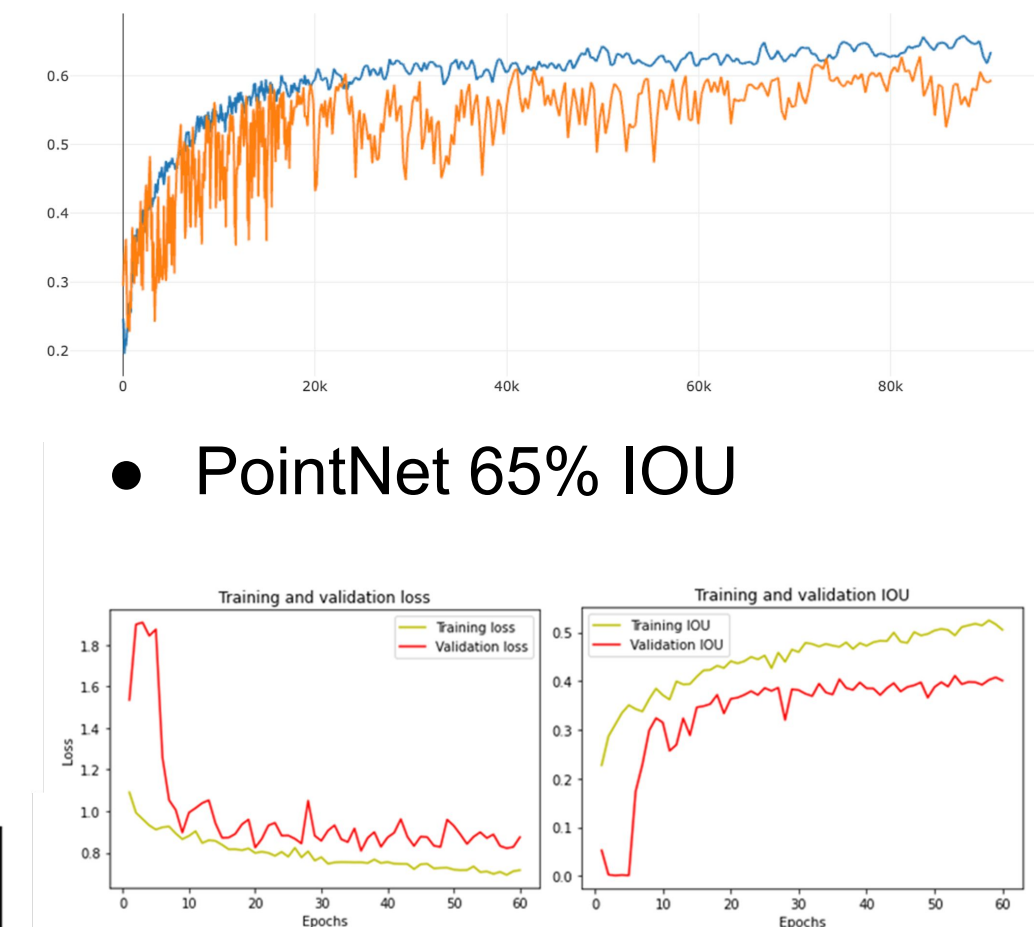 0.6
0.5
0.4
0.3
0.2
0 20k 40k 60k 80k
● PointNet 65% IOU
Training and validation loss
Training loss
Validation loss
Loss
1.8
1.6
1.4
1.2
1.0
0.8
0 10 20 30 40 50 60
Epochs
Training and validation IOU
Training IOU
Validation IOU
0.5
0.4
0.3
0.2
0.1
0.0
0 10 20 30 40 50 60
Epochs